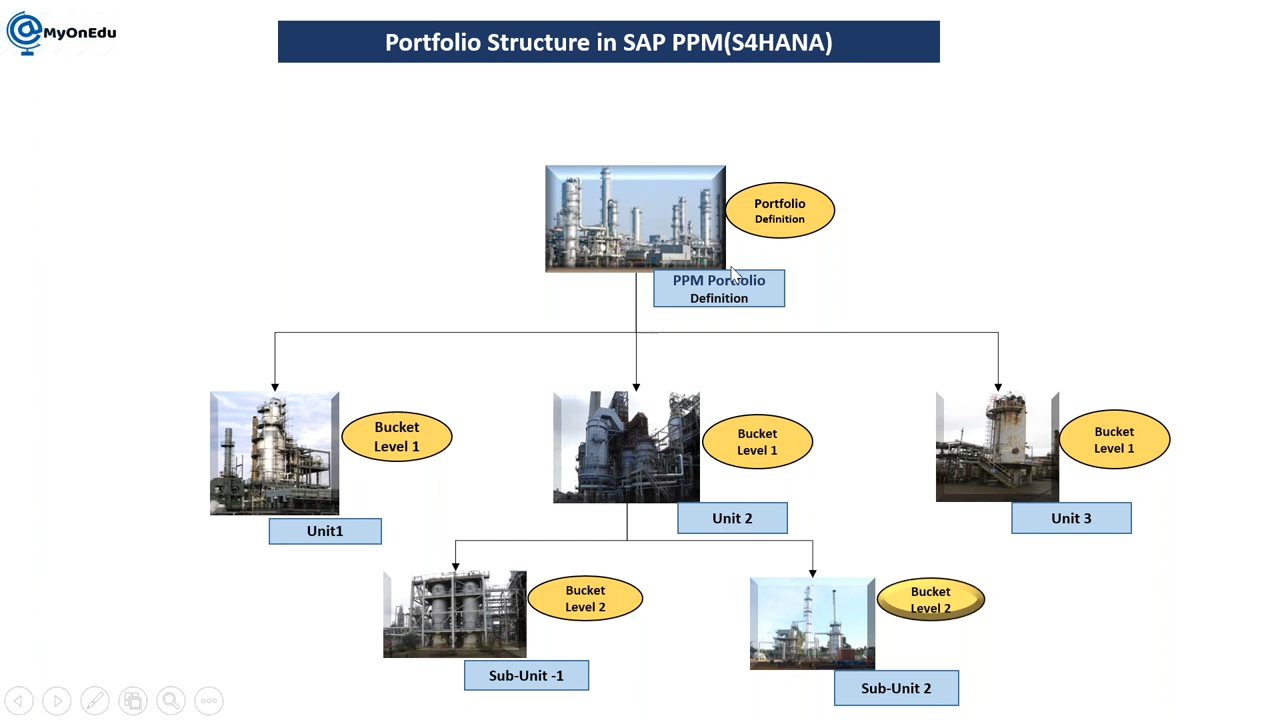 MyOnEdu
Portfolio Structure in SAP PPM(S4HANA)
Portfolio
Definition
PPM Portfolio
Definition
Bucket
Level 1
Unit1
Bucket
Level 1
Unit 2
Bucket
Level 1
Unit 3
Bucket
Level 2
Sub-Unit -1
Bucket
Level 2
Sub-Unit 2